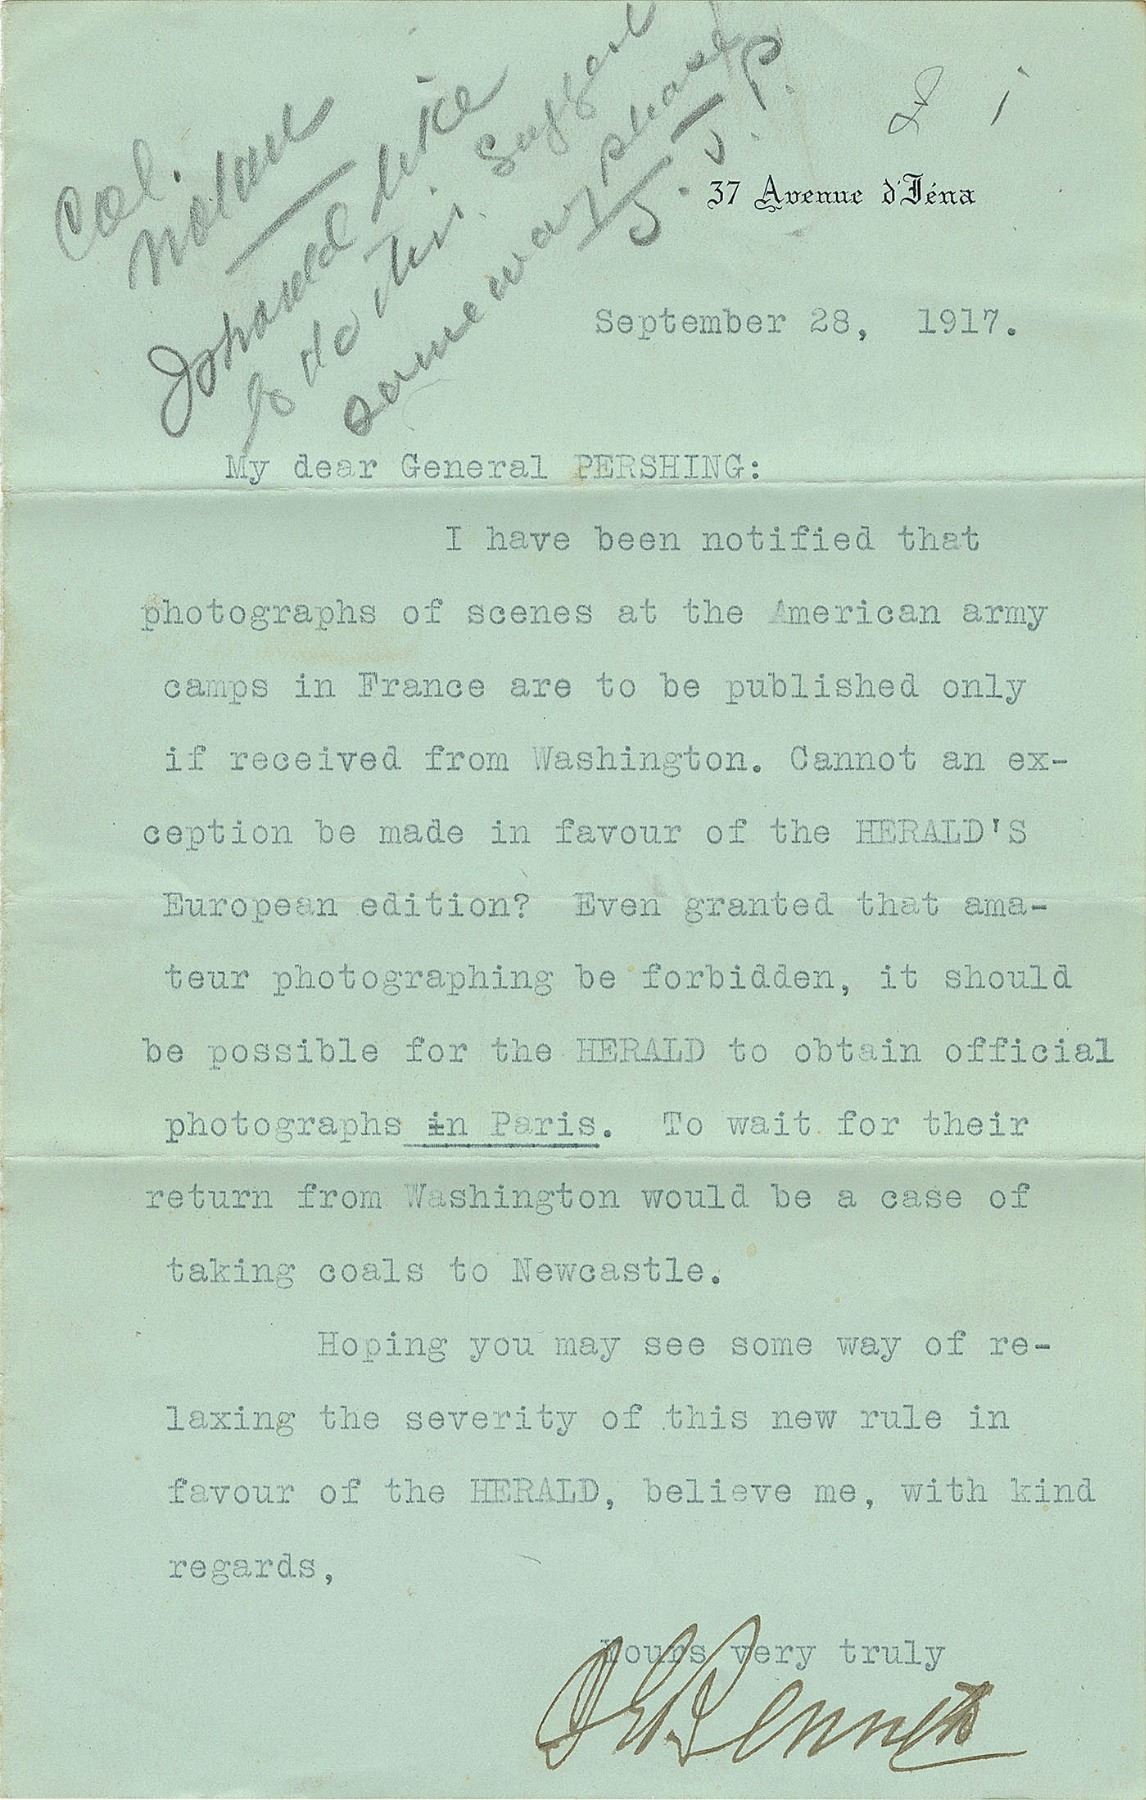 Col.
Nolan
I should like
to do this. Suggest
some way please
J. J. P.
37 Avenue d'Iéna
September 28, 1917.
My dear General PERSHING:
I have been notified that
photographs of scenes at the American army
camps in France are to be published only
if received from Washington. Cannot an ex-
ception be made in favour of the HERALD'S
European edition? Even granted that ama-
teur photographing be forbidden, it should
be possible for the HERALD to obtain official
photographs in Paris. To wait for their
return from Washington would be a case of
taking coals to Newcastle.
Hoping you may see some way of re-
laxing the severity of this new rule in
favour of the HERALD, believe me, with kind
regards,
Yours very truly
J G Bennett